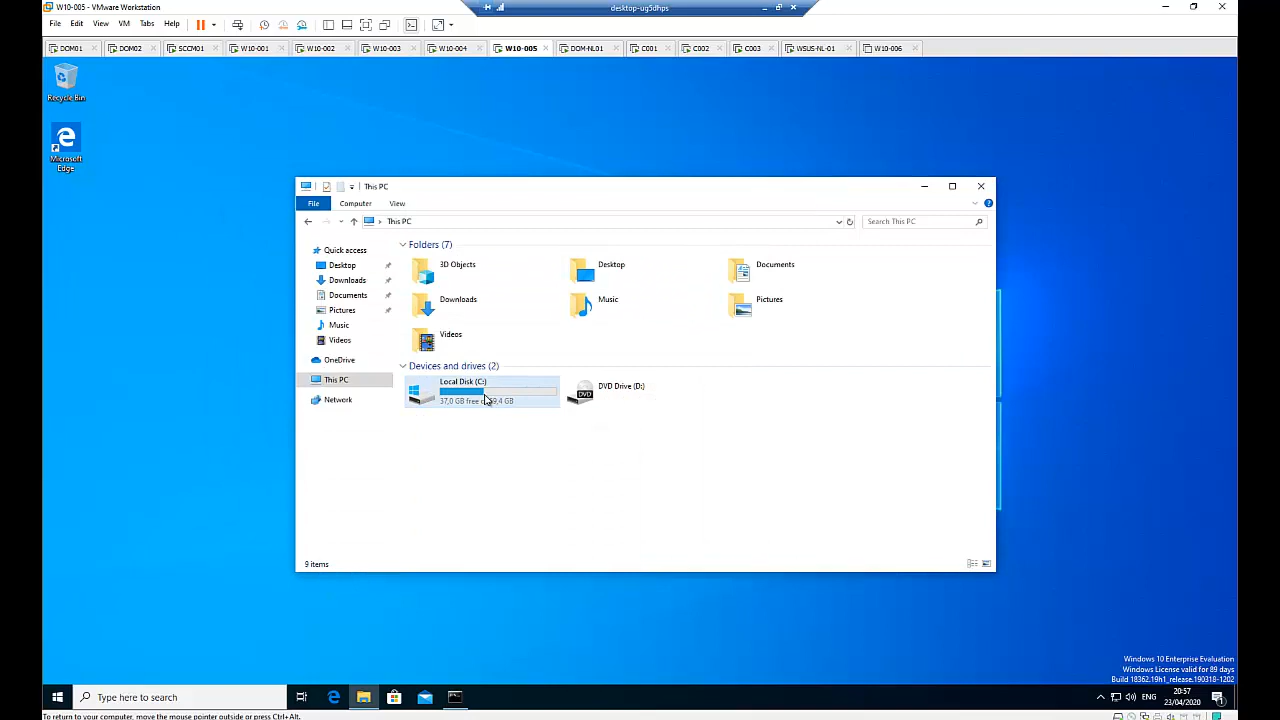 W10-005 - VMware Workstation
desktop-ug5dhps
File Edit View VM Tabs Help
DOM01 DOM02 SCCM01 W10-001 W10-002 W10-003 W10-004 W10-005 DOM-NL01 C001 C002 C003 WSUS-NL-01 W10-006
Recycle Bin
Microsoft
Edge
This PC
File Computer View
This PC
Search This PC
Quick access
Desktop
Downloads
Documents
Pictures
Music
Videos
OneDrive
This PC
Network
Folders (7)
3D Objects Desktop Documents
Downloads Music Pictures
Videos
Devices and drives (2)
Local Disk (C:)
37,0 GB free 59,4 GB
DVD Drive (D:)
DVD
9 items
Windows 10 Enterprise Evaluation
Windows License valid for 89 days
Build 18362.19h1_release.190318-1202
Type here to search
ENG
20:57
23/04/2020
1
To return to your computer, move the mouse pointer outside or press Ctrl+Alt.